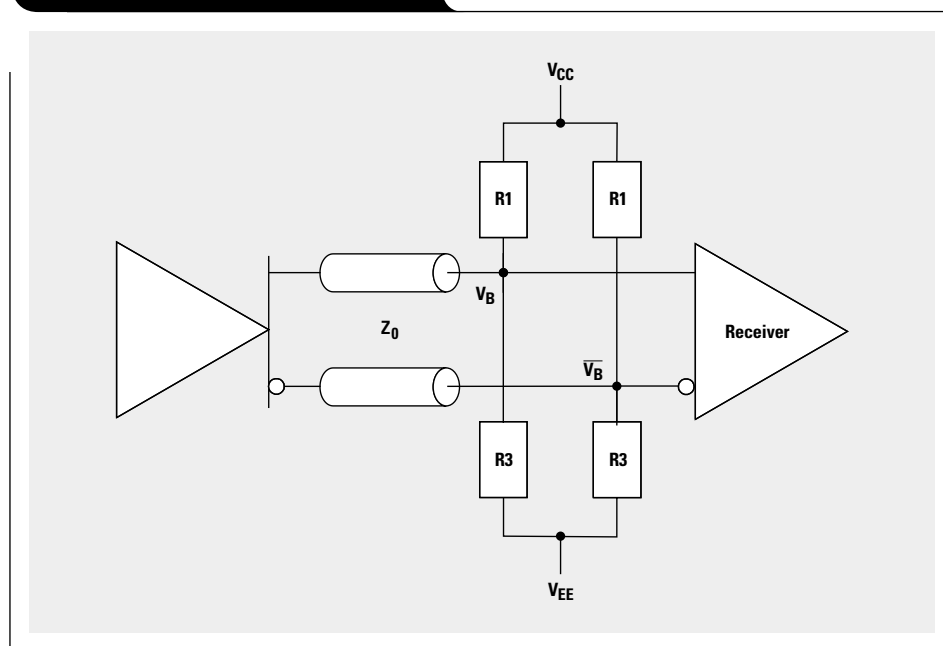 V_CC
R1 R1
V_B
Z_0
Receiver
V̅_B̅
R3 R3
V_EE